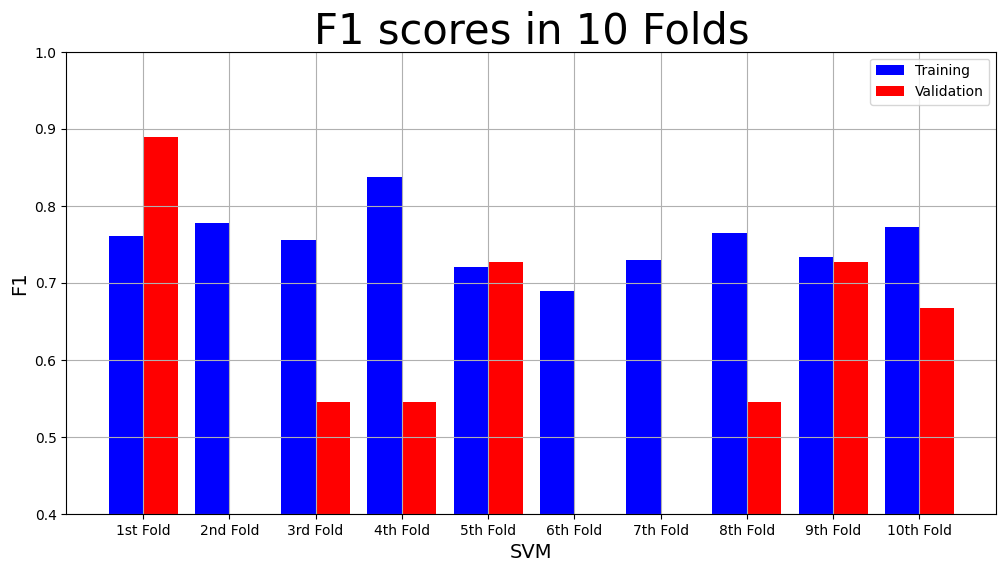 F1 scores in 10 Folds
Training
Validation
F1
1.0
0.9
0.8
0.7
0.6
0.5
0.4
1st Fold 2nd Fold 3rd Fold 4th Fold 5th Fold 6th Fold 7th Fold 8th Fold 9th Fold 10th Fold
SVM